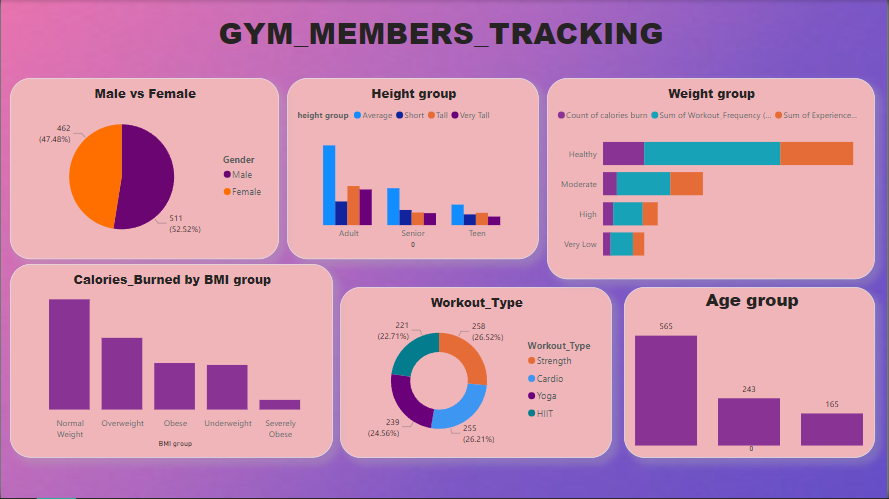 GYM_MEMBERS_TRACKING
Male vs Female
462
(47.48%)
Gender
Male
Female
511
(52.52%)
Height group
height group Average Short Tall Very Tall
Adult Senior Teen
0
Weight group
Count of calories burn Sum of Workout_Frequency (... Sum of Experience...
Healthy
Moderate
High
Very Low
Calories_Burned by BMI group
Normal Weight
Overweight
Obese
Underweight
Severely Obese
BMI group
Workout_Type
221
(22.71%)
258
(26.52%)
239
(24.56%)
255
(26.21%)
Workout_Type
Strength
Cardio
Yoga
HIIT
Age group
565
243
165
0